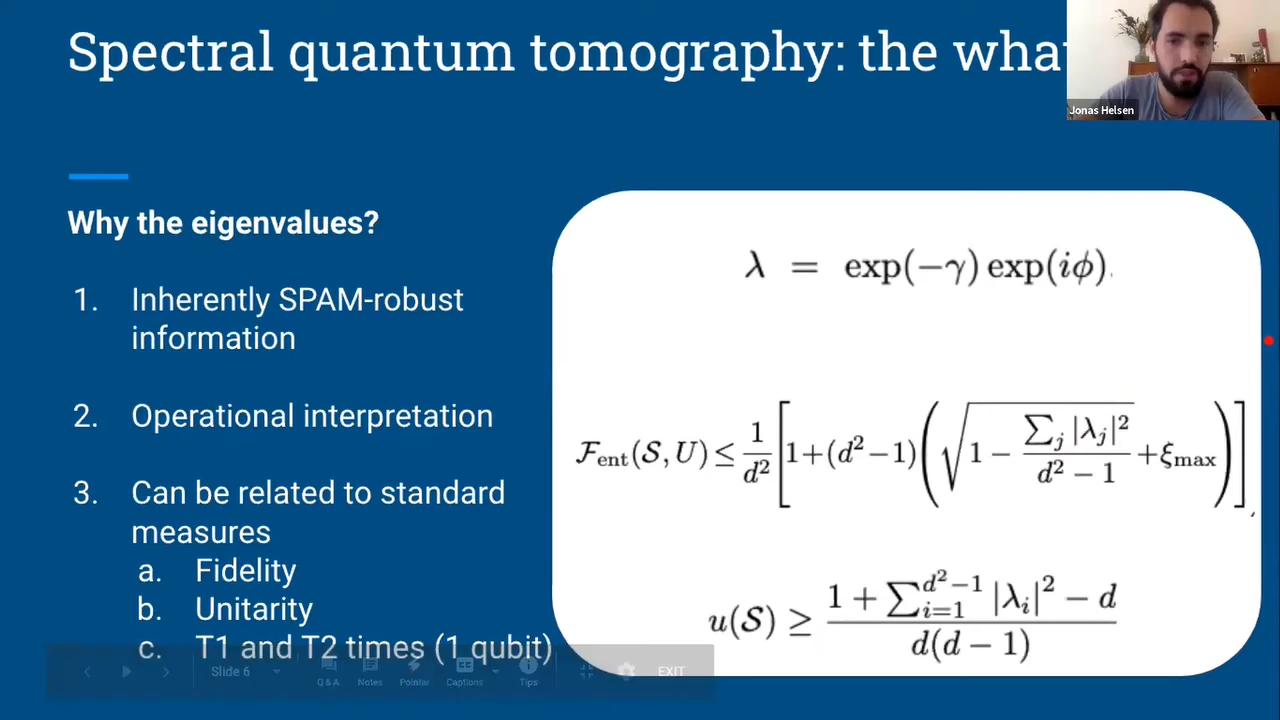 Spectral quantum tomography: the wha
Jonas Helsen
Why the eigenvalues?
1. Inherently SPAM-robust
information
2. Operational interpretation
3. Can be related to standard
measures
a. Fidelity
b. Unitarity
c. T1 and T2 times (1 qubit)
λ = exp(−γ) exp(iϕ).
𝓕_ent(𝒮, U) ≤ 1/d² [1+(d²−1)(√(1 − ∑_j |λ_j|²/(d² − 1)) +ξ_max)],
u(𝒮) ≥ (1 + ∑_{i=1}^{d²−1} |λ_i|² − d)/(d(d − 1))
Slide 6
Q & A Notes Pointer Captions Tips EXIT